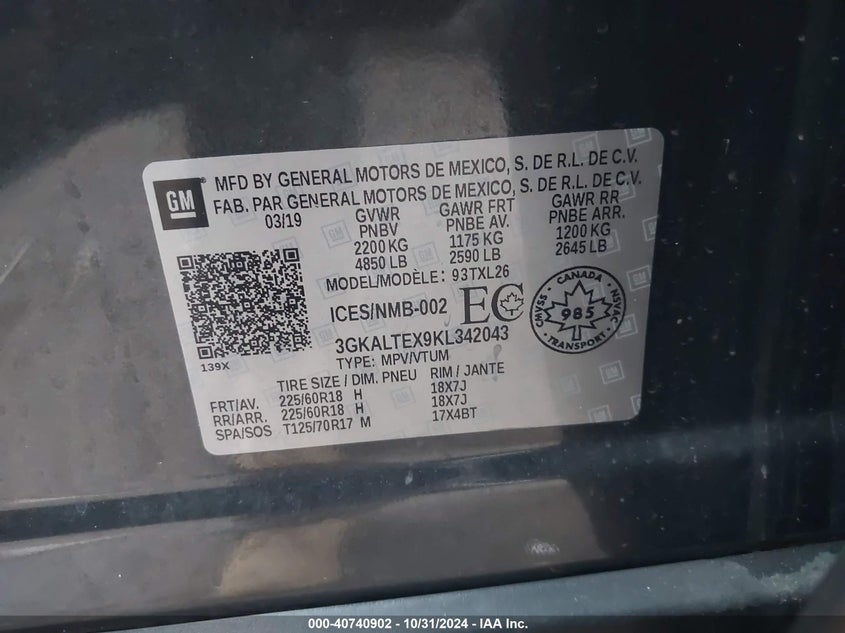 GM
MFD BY GENERAL MOTORS DE MEXICO, S. DE R.L. DE C.V.
FAB. PAR GENERAL MOTORS DE MEXICO, S. DE R.L. DE C.V.
03/19 GVWR GAWR FRT GAWR RR
PNBV PNBE AV. PNBE ARR.
2200 KG 1175 KG 1200 KG
4850 LB 2590 LB 2645 LB
MODEL/MODÈLE: 93TXL26
ICES/NMB-002 EC
CANADA
CMVSS 985 NSVAC
TRANSPORT
3GKALTEX9KL342043
139X
TYPE: MPV/VTUM
TIRE SIZE / DIM. PNEU RIM / JANTE
FRT/AV. 225/60R18 H 18X7J
RR/ARR. 225/60R18 H 18X7J
SPA/SOS T125/70R17 M 17X4BT
000-40740902 - 10/31/2024 - IAA Inc.